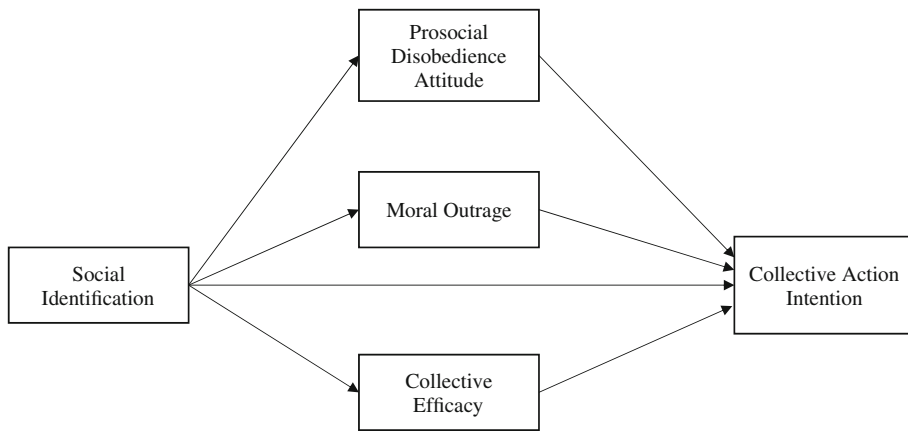 Prosocial
Disobedience
Attitude
Moral Outrage
Social
Identification
Collective Action
Intention
Collective
Efficacy